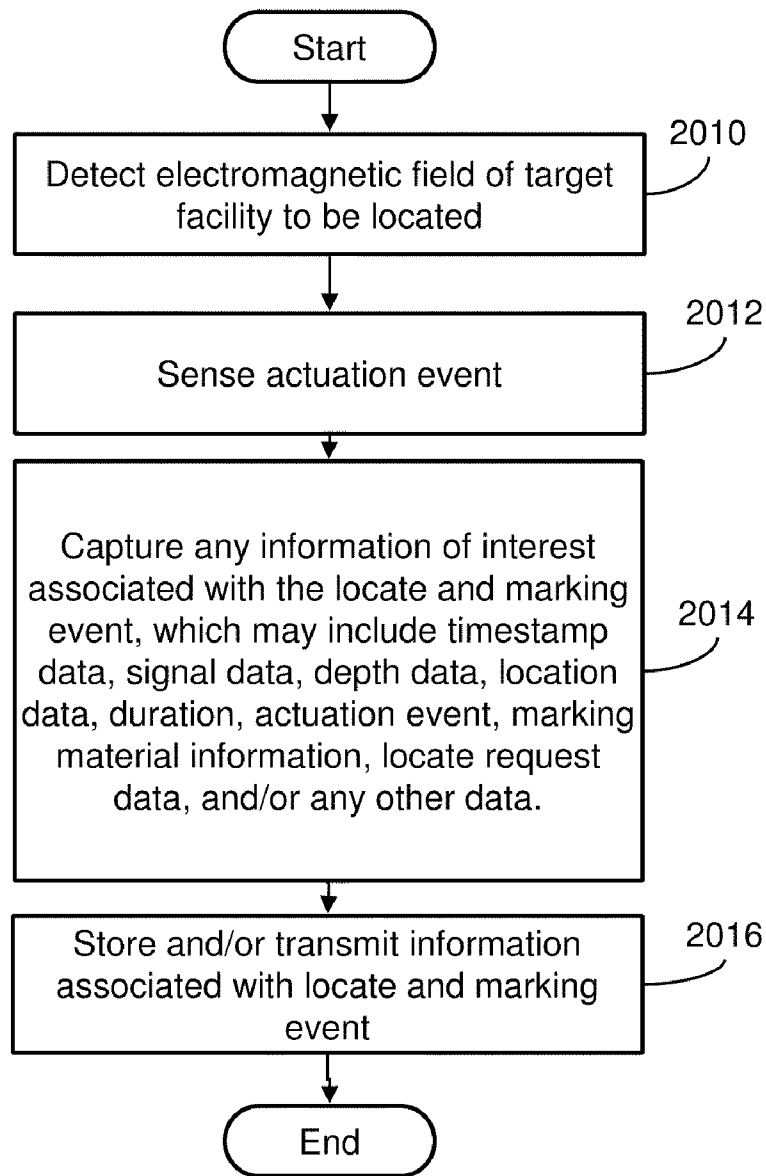 Start
2010
Detect electromagnetic field of target
facility to be located
2012
Sense actuation event
Capture any information of interest
associated with the locate and marking
event, which may include timestamp
data, signal data, depth data, location
data, duration, actuation event, marking
material information, locate request
data, and/or any other data.
2014
Store and/or transmit information
associated with locate and marking
event
2016
End